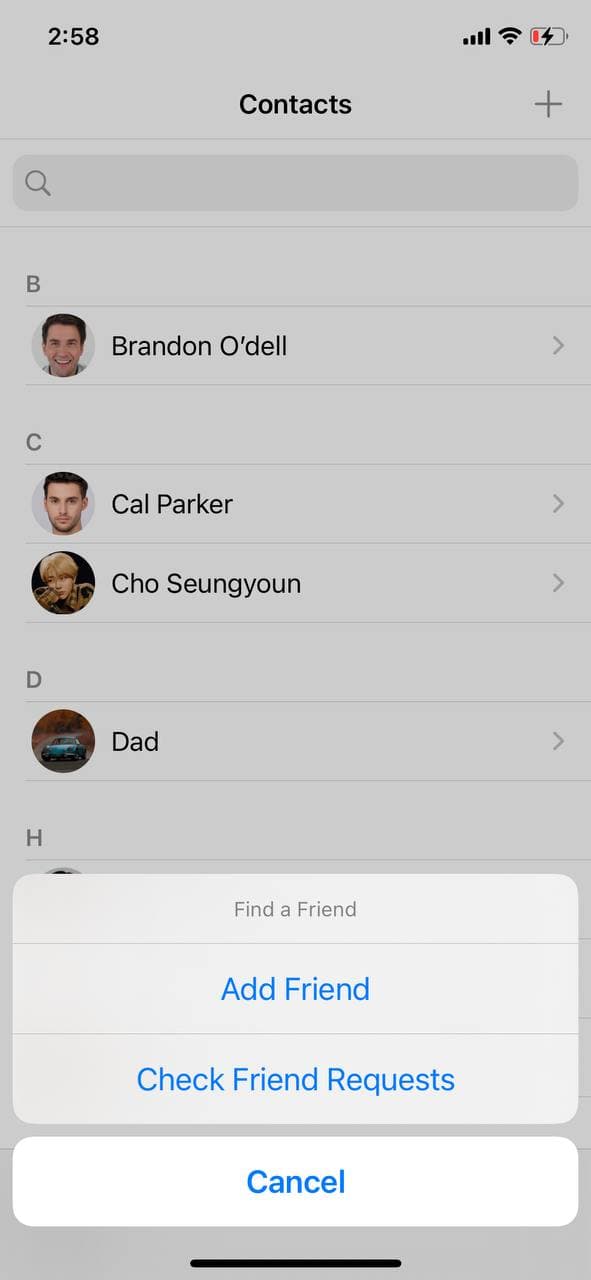 2:58
Contacts
B
Brandon O’dell
C
Cal Parker
Cho Seungyoun
D
Dad
H
Find a Friend
Add Friend
Check Friend Requests
Cancel